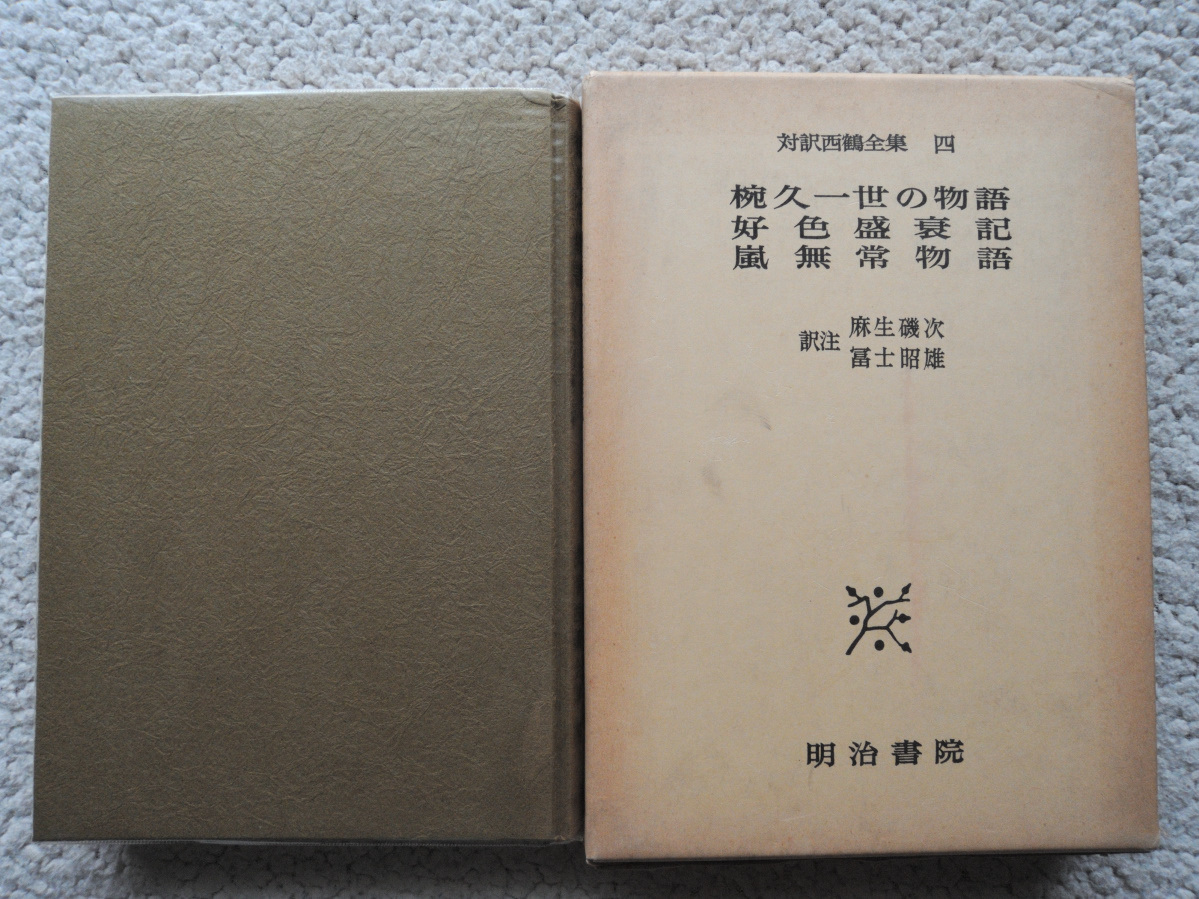 対訳西鶴全集 四
椀久一世の物語
好色盛衰記
嵐無常物語
訳注 麻生磯次
冨士昭雄
明治書院